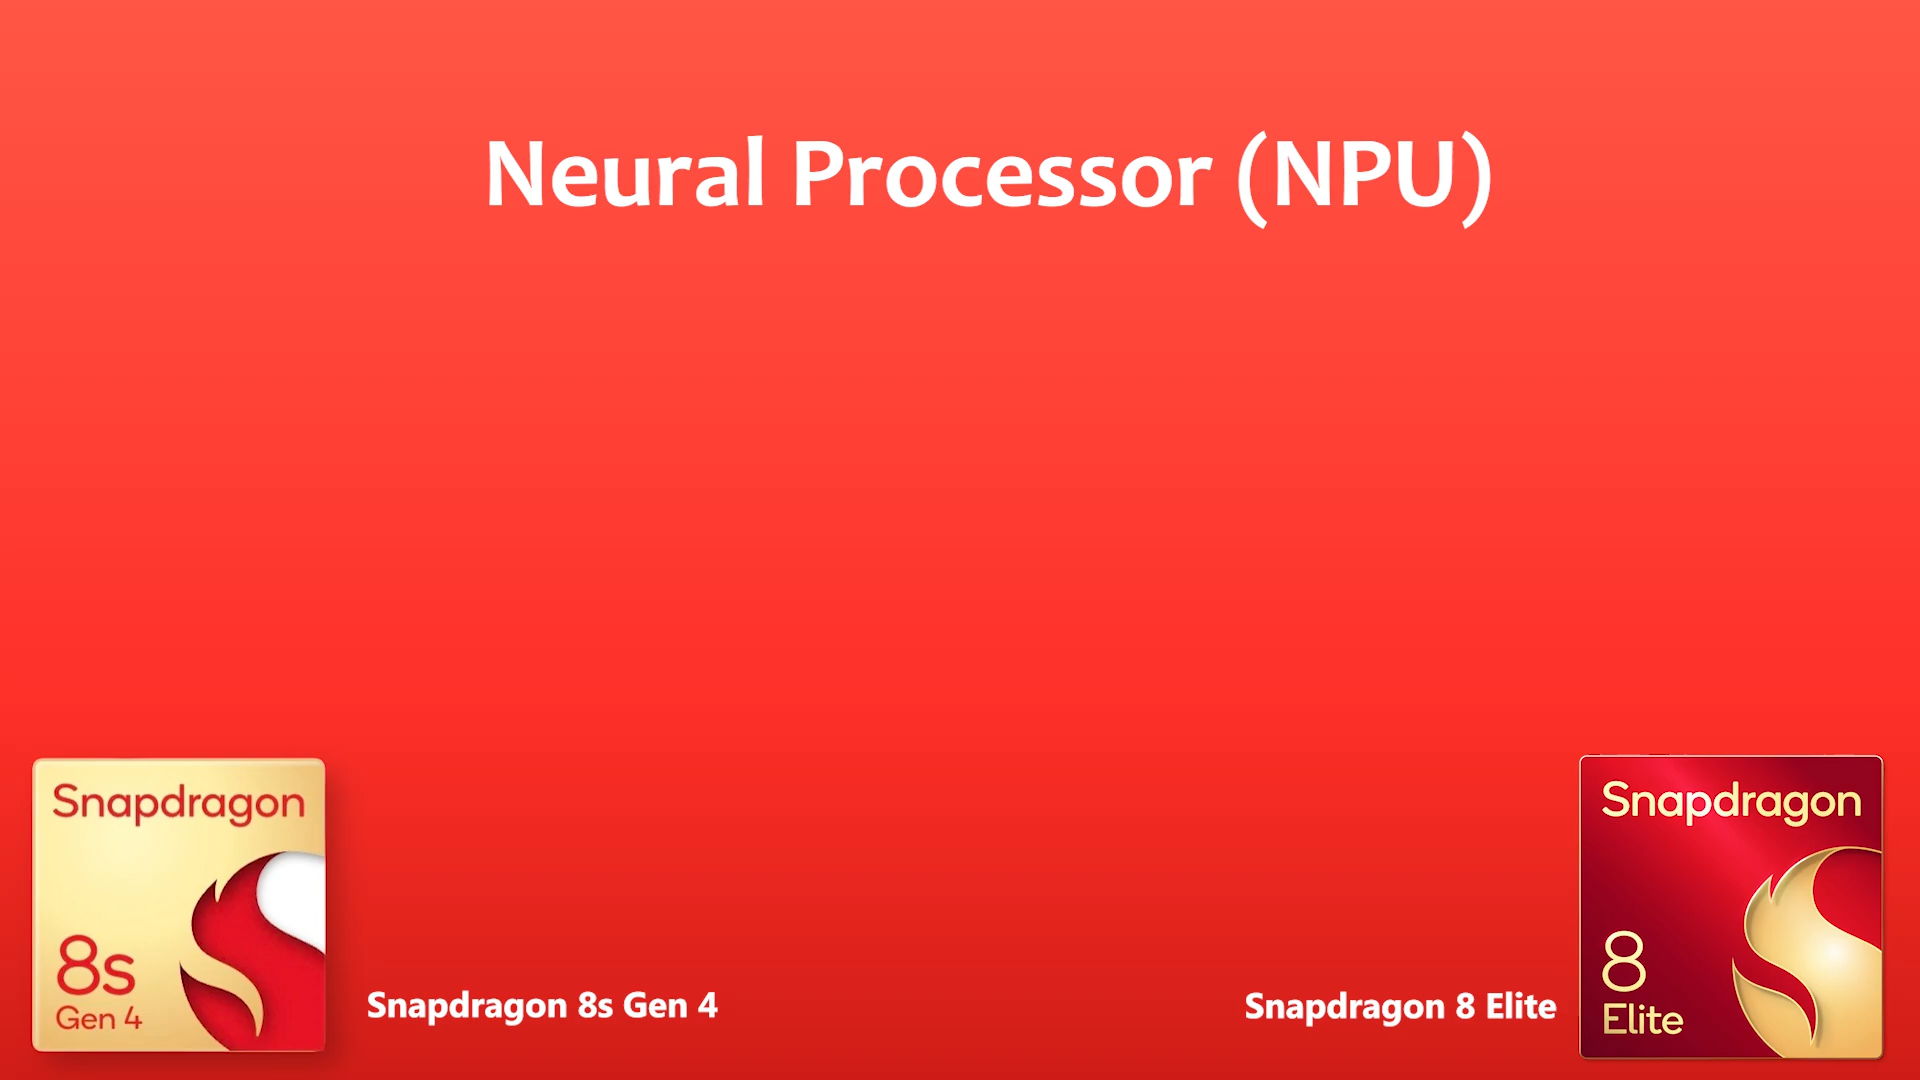 Neural Processor (NPU)
Snapdragon
8s
Gen 4
Snapdragon 8s Gen 4
Snapdragon 8 Elite
Snapdragon
8
Elite